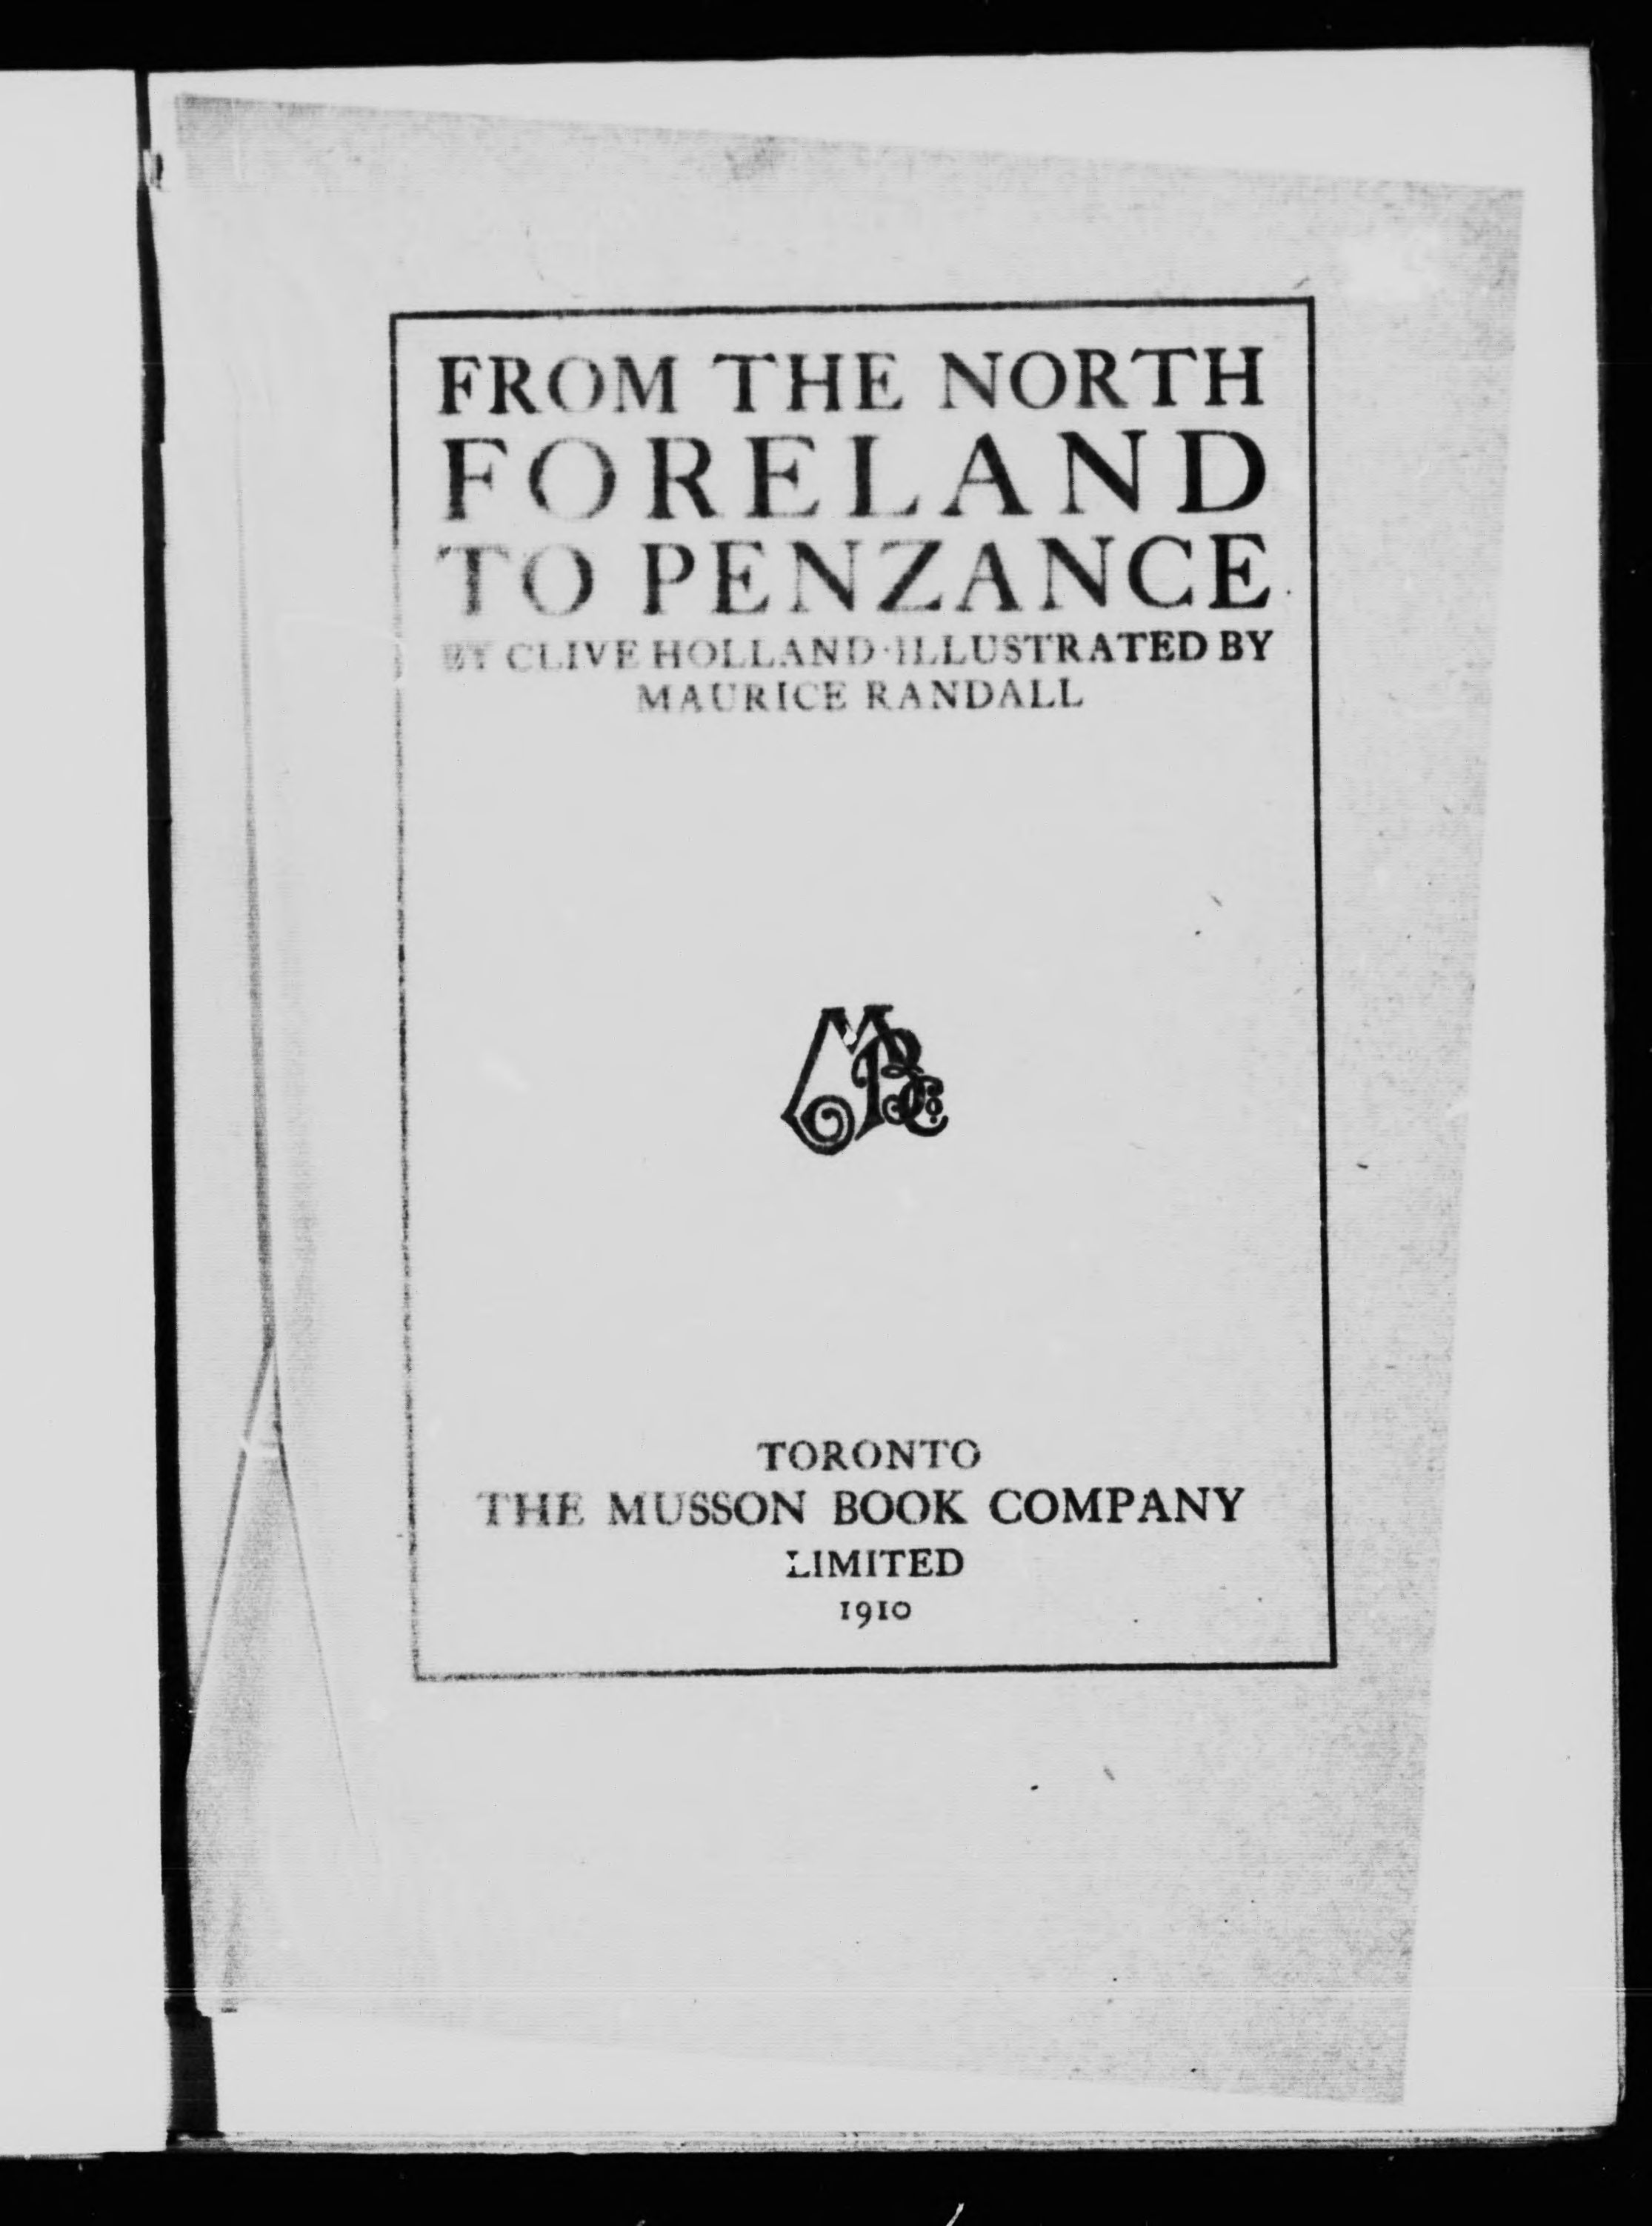 FROM THE NORTH
FORELAND
TO PENZANCE
BY CLIVE HOLLAND·ILLUSTRATED BY
MAURICE RANDALL
MBCo
TORONTO
THE MUSSON BOOK COMPANY
LIMITED
1910